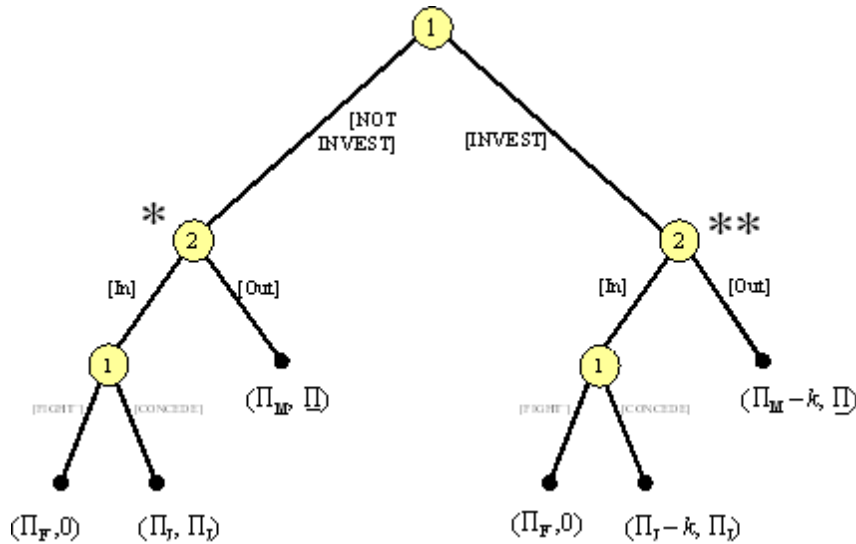 1
[NOT
INVEST]
[INVEST]
*
2
2
**
[In]
[Out]
[In]
[Out]
1
1
(Π_M, Π)
(Π_M – k, Π)
[FIGHT]
[CONCEDE]
[FIGHT]
[CONCEDE]
(Π_F, 0)
(Π_J, Π_J)
(Π_F, 0)
(Π_J – k, Π_J)